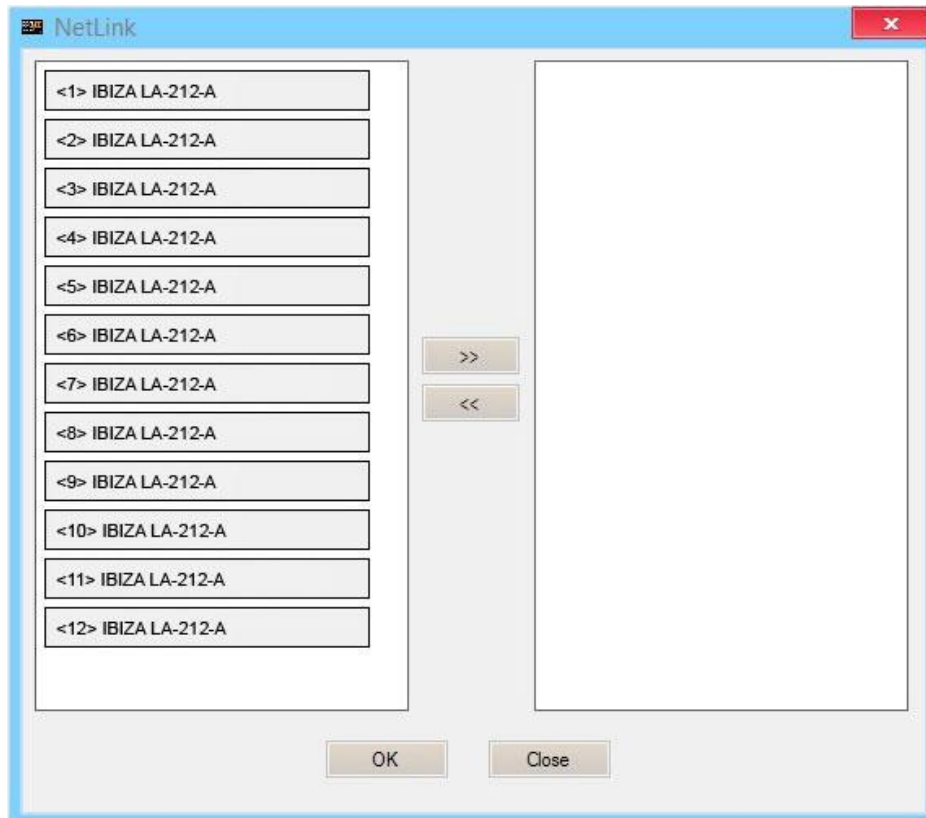 NetLink
<1> IBIZA LA-212-A
<2> IBIZA LA-212-A
<3> IBIZA LA-212-A
<4> IBIZA LA-212-A
<5> IBIZA LA-212-A
<6> IBIZA LA-212-A
<7> IBIZA LA-212-A
<8> IBIZA LA-212-A
<9> IBIZA LA-212-A
<10> IBIZA LA-212-A
<11> IBIZA LA-212-A
<12> IBIZA LA-212-A
>>
<<
OK
Close